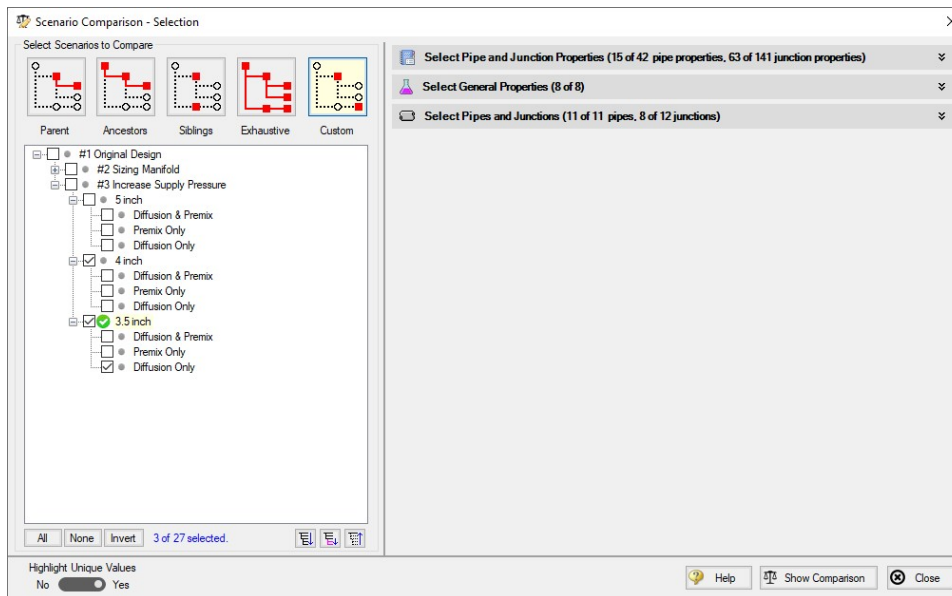 Scenario Comparison - Selection
Select Scenarios to Compare
Parent Ancestors Siblings Exhaustive Custom
#1 Original Design
#2 Sizing Manifold
#3 Increase Supply Pressure
5 inch
Diffusion & Premix
Premix Only
Diffusion Only
4 inch
Diffusion & Premix
Premix Only
Diffusion Only
3.5 inch
Diffusion & Premix
Premix Only
Diffusion Only
All None Invert 3 of 27 selected.
Select Pipe and Junction Properties (15 of 42 pipe properties, 63 of 141 junction properties)
Select General Properties (8 of 8)
Select Pipes and Junctions (11 of 11 pipes, 8 of 12 junctions)
Highlight Unique Values
No Yes
Help Show Comparison Close